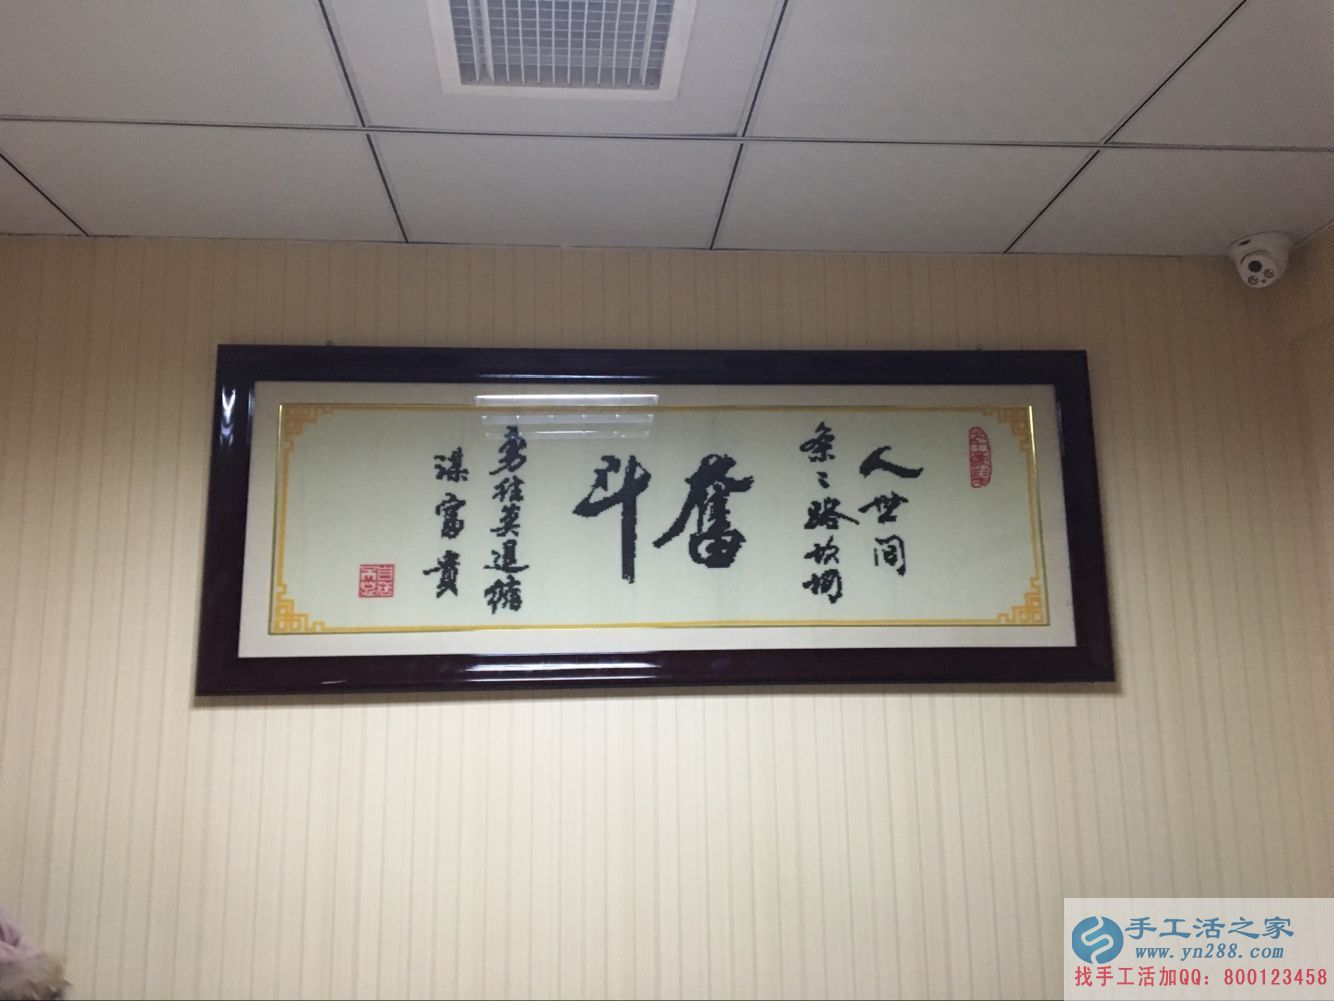 人世间
条〻路坎坷
奮斗
勇往莫退缩
谋富贵
手工活之家
www.yn288.com
找手工活加QQ：800123458